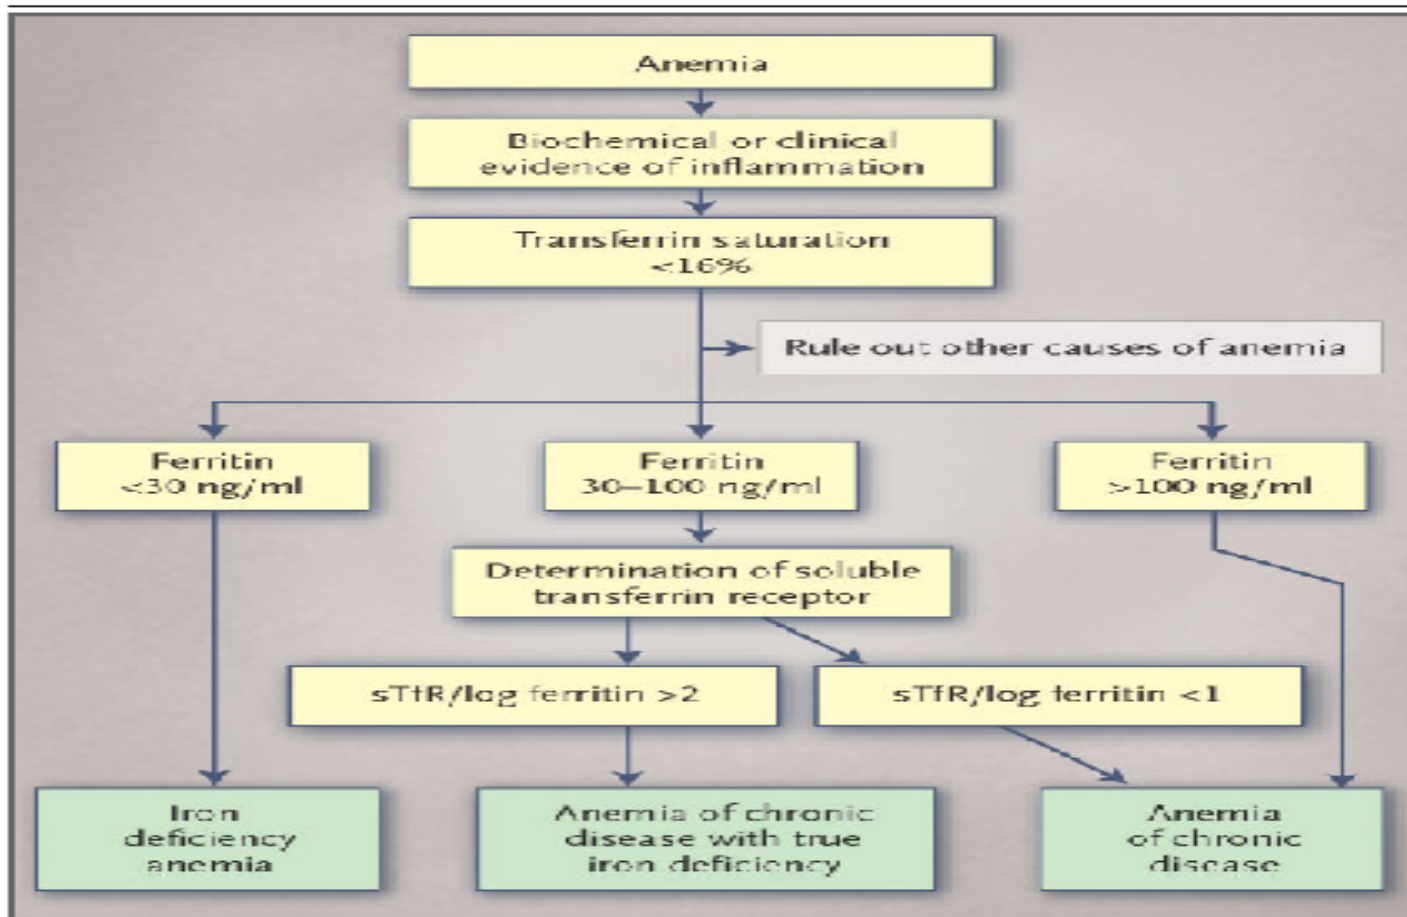 Anemia
Biochemical or clinical
evidence of inflammation
Transferrin saturation
<16%
Rule out other causes of anemia
Ferritin
<30 ng/ml
Ferritin
30–100 ng/ml
Ferritin
>100 ng/ml
Determination of soluble
transferrin receptor
sTfR/log ferritin >2
sTfR/log ferritin <1
Iron
deficiency
anemia
Anemia of chronic
disease with true
iron deficiency
Anemia
of chronic
disease